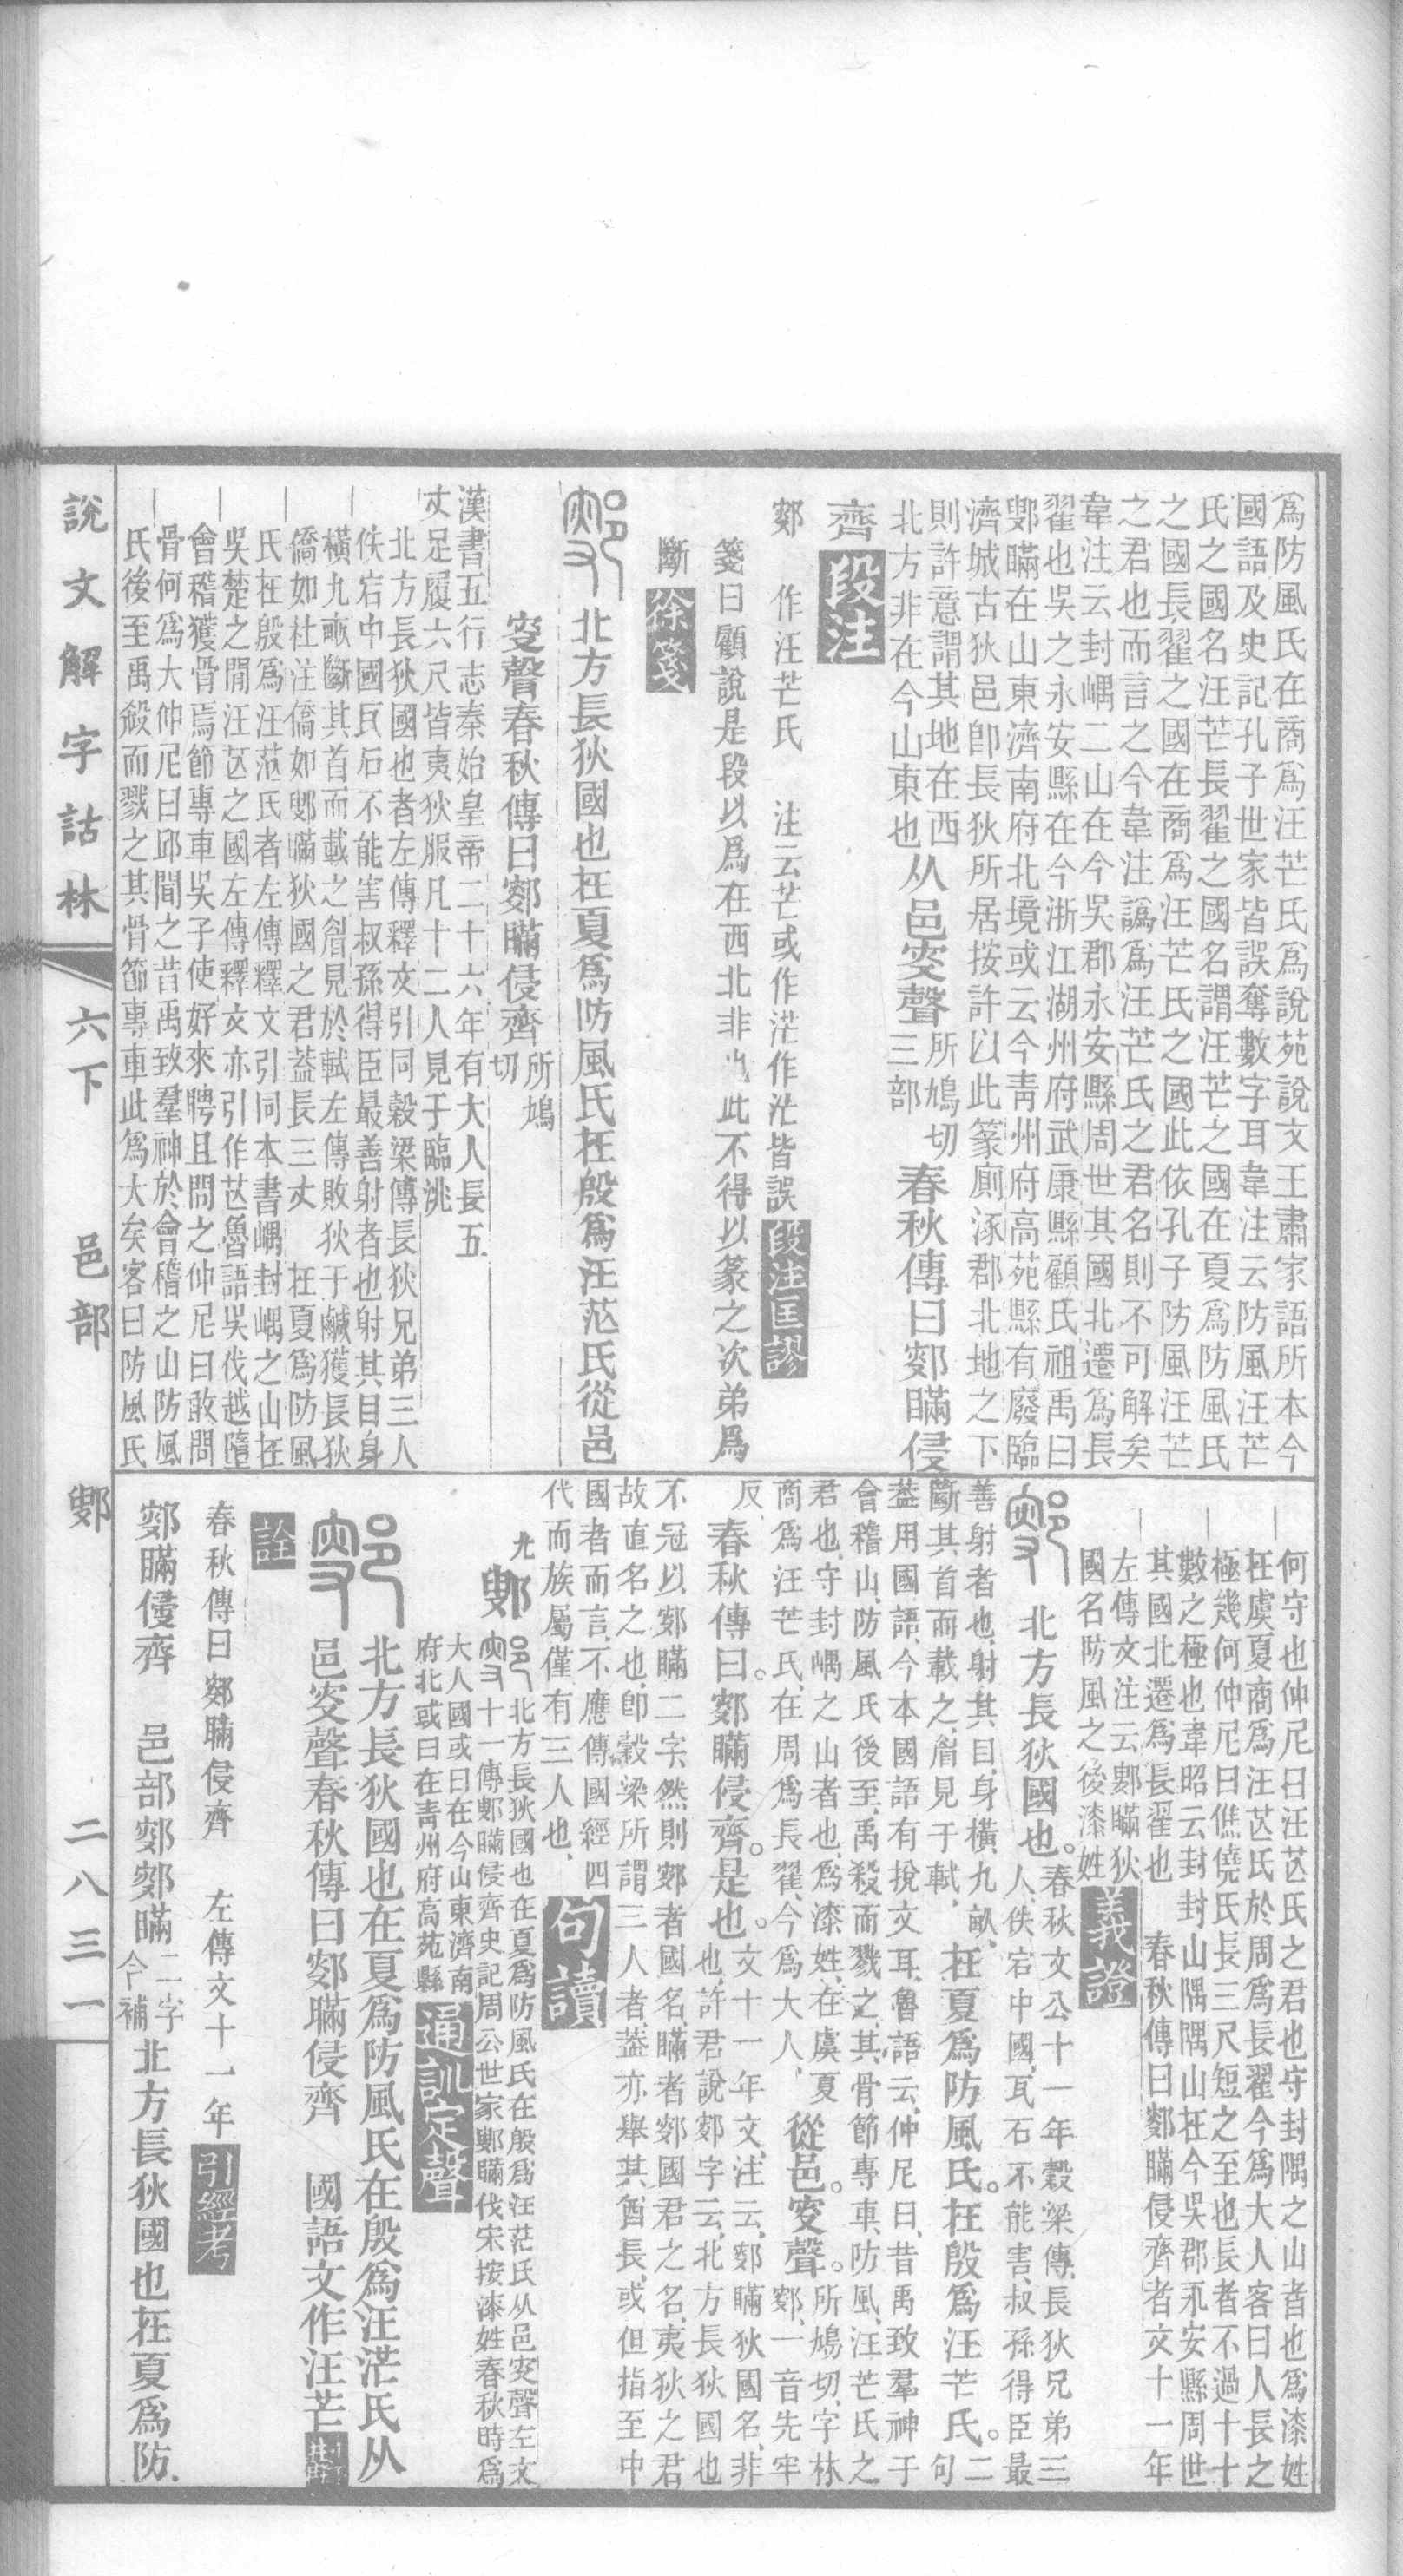 爲防風氏在商爲汪芒氏爲說苑說文王肅家語所本今
國語及史記孔子世家皆誤奪數字耳韋注云防風汪芒
氏之國名汪芒長翟之國名謂汪芒之國在夏爲防風氏
之國長翟之國在商爲汪芒氏之國此依孔子防風汪芒
之君也而言之今韋注譌爲汪芒氏之君名則不可解矣
韋注云封嵎二山在今吳郡永安縣周世其國北遷爲長
翟也吳之永安縣在今浙江湖州府武康縣顧氏祖禹曰
鄋瞞在山東濟南府北境或云今靑州府高苑縣有廢臨
濟城古狄邑卽長狄所居按許以此篆廁涿郡北地之下
則許意謂其地在西
北方非在今山東也
从邑㛐聲
所鳩切
三部
春秋傳曰鄋瞞侵
齊
段注
鄋 作汪芒氏 注云芒或作茫作汒皆誤
段注匡謬
箋曰顧說是段以爲在西北非也此不得以篆之次弟爲
斷
徐箋
北方長狄國也在夏爲防風氏在殷爲汪茫氏從邑
㛐聲春秋傳曰鄋瞞侵齊
所鳩
切
漢書五行志秦始皇帝二十六年有大人長五
丈足履六尺皆夷狄服凡十二人見于臨洮
北方長狄國也者左傳釋文引同穀梁傳長狄兄弟三人
佚宕中國瓦石不能害叔孫得臣最善射者也射其目身
橫九畝斷其首而載之眉見於軾左傳敗狄于鹹獲長狄
僑如杜注僑如鄋瞞狄國之君蓋長三丈 在夏爲防風
氏在殷爲汪茫氏者左傳釋文引同本書嵎封嵎之山在
吳楚之閒汪芒之國左傳釋文亦引作芒魯語吳伐越墮
會稽獲骨焉節專車吳子使好來聘且問之仲尼曰敢問
骨何爲大仲尼曰邱聞之昔禹致羣神於會稽之山防風
氏後至禹殺而戮之其骨節專車此爲大矣客曰防風氏
何守也仲尼曰汪芒氏之君也守封隅之山者也爲漆姓
在虞夏商爲汪芒氏於周爲長翟今爲大人客曰人長之
極幾何仲尼曰僬僥氏長三尺短之至也長者不過十十
數之極也韋昭云封封山隅隅山在今吳郡永安縣周世
其國北遷爲長翟也 春秋傳曰鄋瞞侵齊者文十一年
左傳文注云鄋瞞狄
國名防風之後漆姓
義證
北方長狄國也。
春秋文公十一年穀梁傳、長狄兄弟三
人、佚宕中國、瓦石不能害、叔孫得臣最
善射者也、射其目、身橫九畝、
斷其首而載之、眉見于軾、
在夏爲防風氏。在殷爲汪芒氏。
二
句
蓋用國語、今本國語有挩文耳、魯語云、仲尼曰、昔禹致羣神于
會稽山、防風氏後至、禹殺而戮之、其骨節專車、防風、汪芒氏之
君也、守封嵎之山者也、爲漆姓、在虞夏
商爲汪芒氏、在周爲長翟、今爲大人、
從邑。㛐聲。
所鳩切、字林
鄋、一音先牢
反、
春秋傳曰。鄋瞞侵齊。是也。
文十一年文、注云、鄋瞞狄國名、非
也、許君說鄋字云、北方長狄國也
不冠以鄋瞞二字、然則鄋者國名、瞞者鄋國君之名、夷狄之君
故直名之也、卽穀梁所謂三人者、蓋亦舉其酋長、或但指至中
國者而言、不應傳國經四
代、而族屬僅有三人也、
句讀
鄋
北方長狄國也在夏爲防風氏在殷爲汪茫氏从邑㛐聲左文
十一傳鄋瞞侵齊史記周公世家鄋瞞伐宋按漆姓春秋時爲
大人國或曰在今山東濟南
府北或曰在靑州府高苑縣
通訓定聲
北方長狄國也在夏爲防風氏在殷爲汪茫氏从
邑㛐聲春秋傳曰鄋瞞侵齊 國語文作汪芒
詮
春秋傳曰鄋瞞侵齊 左傳文十一年
引經考
鄋瞞侵齊 邑部鄋鄋瞞
二字
今補
北方長狄國也在夏爲防
說文解字詁林 六下 邑部 鄋 二八三一